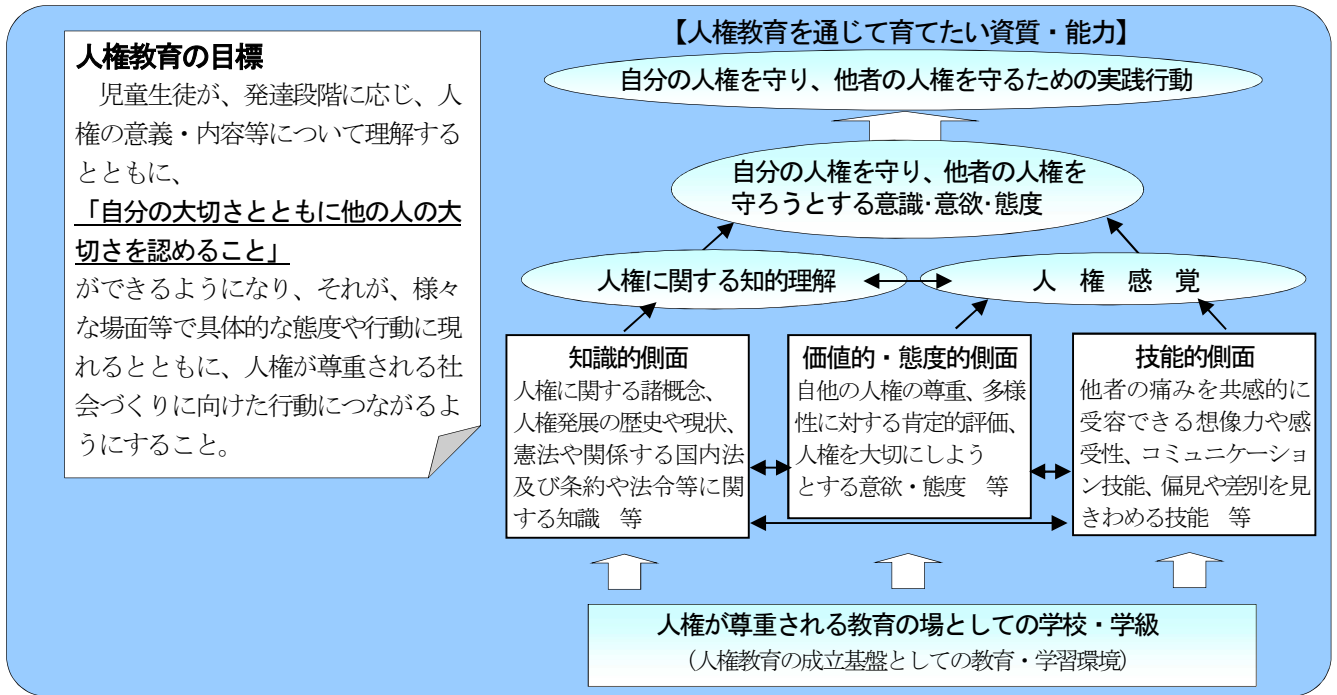 人権教育の目標
児童生徒が、発達段階に応じ、人
権の意義・内容等について理解する
とともに、
「自分の大切さとともに他の人の大
切さを認めること」
ができるようになり、それが、様々
な場面等で具体的な態度や行動に現
れるとともに、人権が尊重される社
会づくりに向けた行動につながるよ
うにすること。
【人権教育を通じて育てたい資質・能力】
自分の人権を守り、他者の人権を守るための実践行動
自分の人権を守り、他者の人権を
守ろうとする意識・意欲・態度
人権に関する知的理解
人 権 感 覚
知識的側面
人権に関する諸概念、
人権発展の歴史や現状、
憲法や関係する国内法
及び条約や法令等に関
する知識 等
価値的・態度的側面
自他の人権の尊重、多様
性に対する肯定的評価、
人権を大切にしよう
とする意欲・態度 等
技能的側面
他者の痛みを共感的に
受容できる想像力や感
受性、コミュニケーショ
ン技能、偏見や差別を見
きわめる技能 等
人権が尊重される教育の場としての学校・学級
(人権教育の成立基盤としての教育・学習環境)